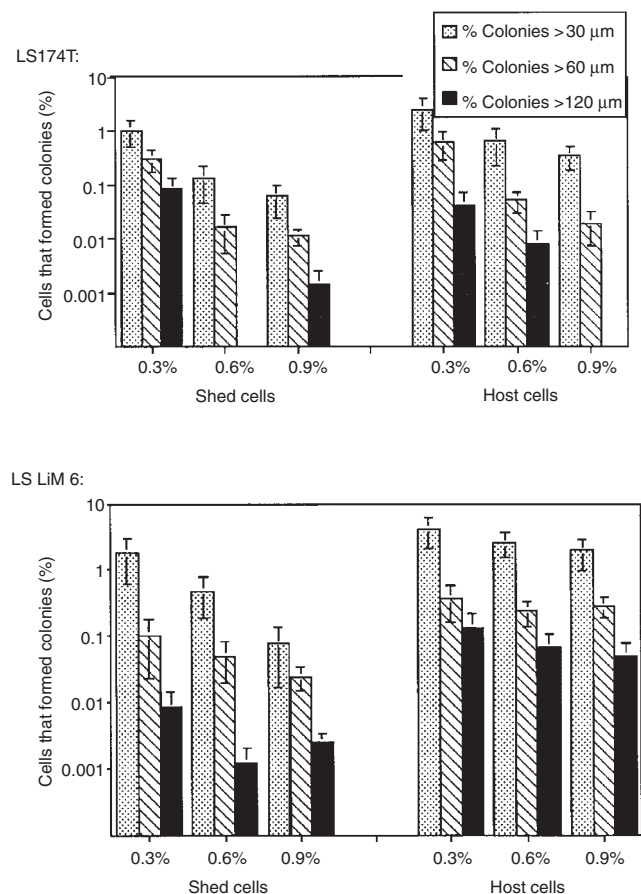 LS174T:
% Colonies >30 μm
% Colonies >60 μm
% Colonies >120 μm
Cells that formed colonies (%)
10
1
0.1
0.01
0.001
0.3% 0.6% 0.9% 0.3% 0.6% 0.9%
Shed cells Host cells
LS LiM 6:
Cells that formed colonies (%)
10
1
0.1
0.01
0.001
0.3% 0.6% 0.9% 0.3% 0.6% 0.9%
Shed cells Host cells